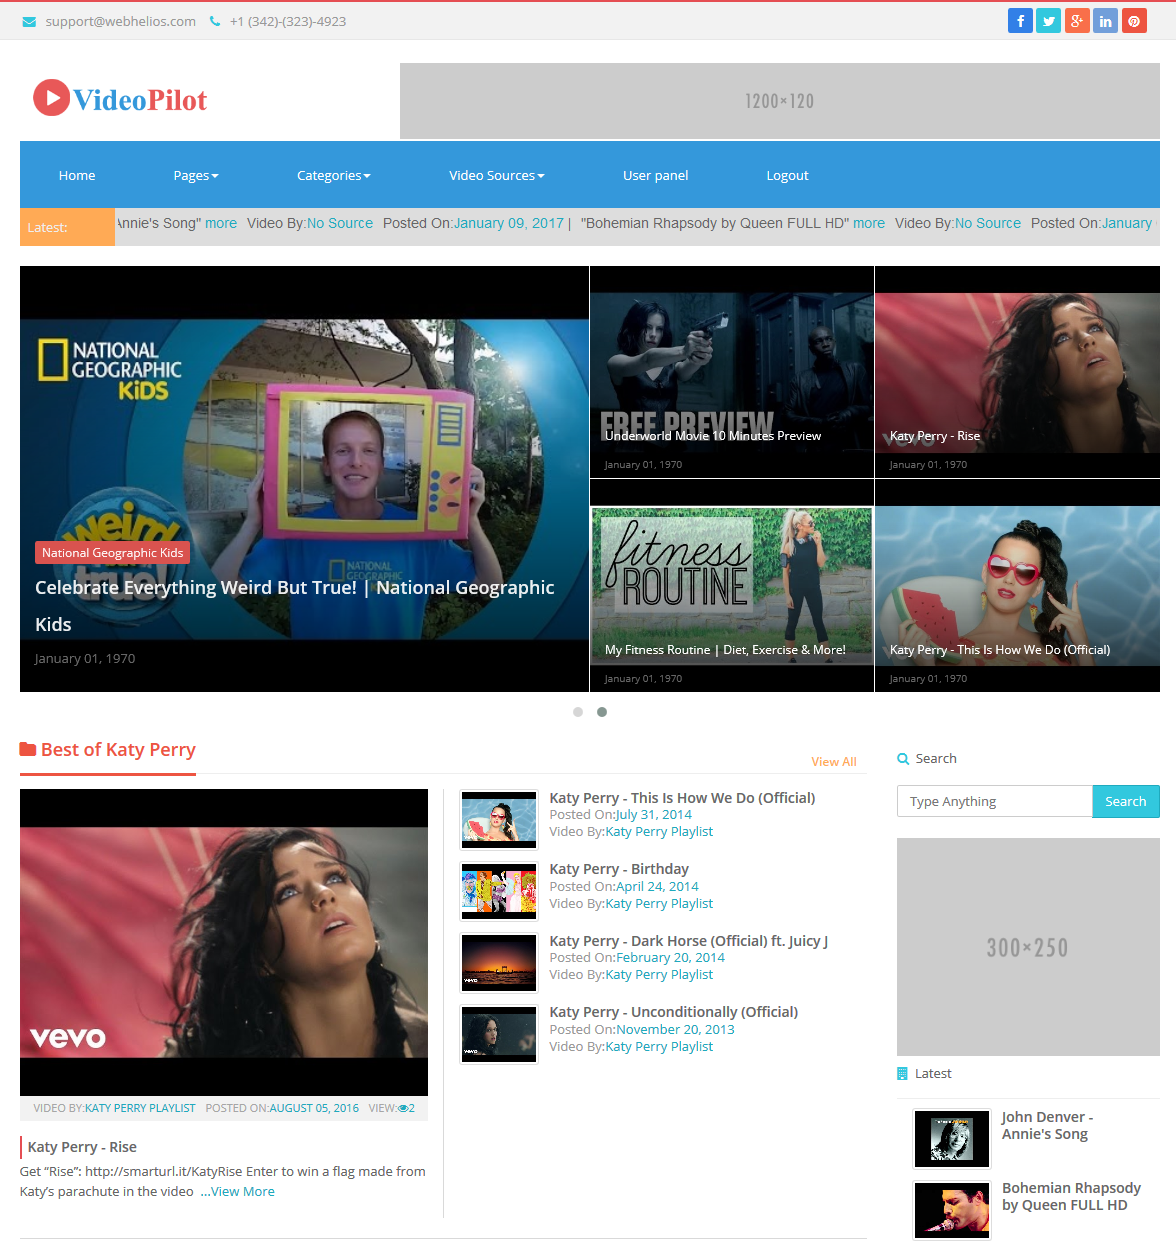 support@webhelios.com +1 (342)-(323)-4923
VideoPilot
1200×120
Home Pages Categories Video Sources User panel Logout
Latest: Annie's Song" more Video By:No Source Posted On:January 09, 2017 | "Bohemian Rhapsody by Queen FULL HD" more Video By:No Source Posted On:January
NATIONAL
GEOGRAPHIC
KiDS
weird
but
true!
NATIONAL
GEOGRAPHIC
National Geographic Kids
Celebrate Everything Weird But True! | National Geographic
Kids
January 01, 1970
FREE PREVIEW
Underworld Movie 10 Minutes Preview
January 01, 1970
vevo
Katy Perry - Rise
January 01, 1970
fitness
ROUTINE
My Fitness Routine | Diet, Exercise & More!
January 01, 1970
Katy Perry - This Is How We Do (Official)
January 01, 1970
Best of Katy Perry
View All
vevo
VIDEO BY:KATY PERRY PLAYLIST POSTED ON:AUGUST 05, 2016 VIEW:2
Katy Perry - Rise
Get “Rise”: http://smarturl.it/KatyRise Enter to win a flag made from
Katy’s parachute in the video ...View More
Katy Perry - This Is How We Do (Official)
Posted On:July 31, 2014
Video By:Katy Perry Playlist
Katy Perry - Birthday
Posted On:April 24, 2014
Video By:Katy Perry Playlist
Katy Perry - Dark Horse (Official) ft. Juicy J
Posted On:February 20, 2014
Video By:Katy Perry Playlist
vevo
Katy Perry - Unconditionally (Official)
Posted On:November 20, 2013
Video By:Katy Perry Playlist
vevo
Search
Type Anything Search
300×250
Latest
John Denver -
Annie's Song
Bohemian Rhapsody
by Queen FULL HD